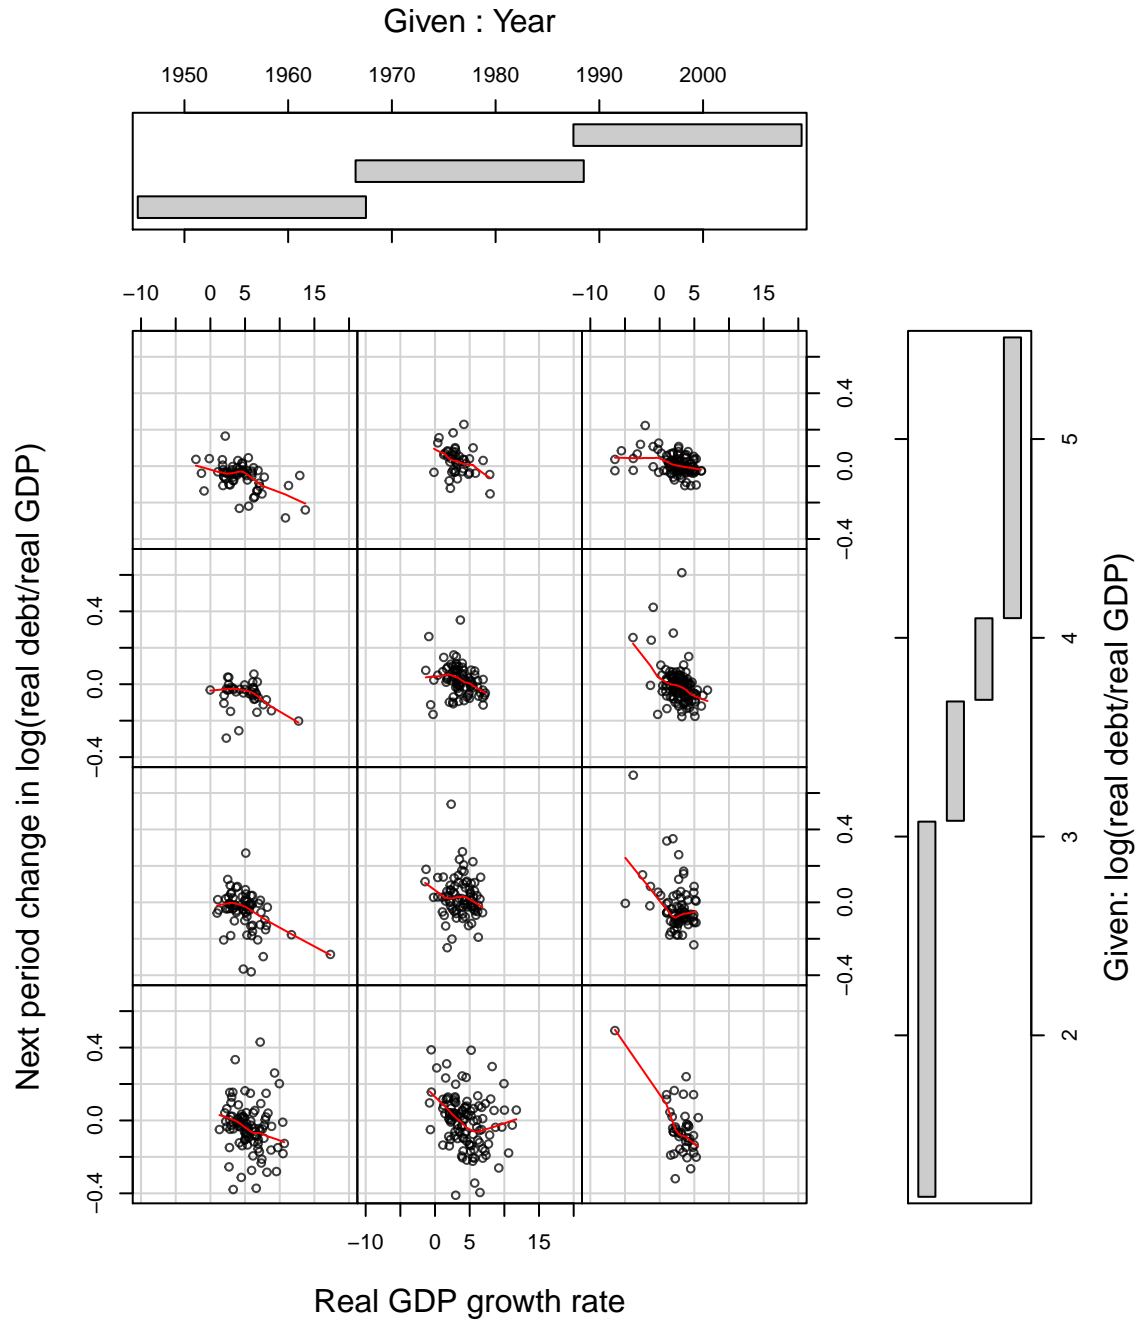 Given : Year
1950 1960 1970 1980 1990 2000
−10 0 5 15 −10 0 5 15
Next period change in log(real debt/real GDP)
−0.4 0.0 0.4
−0.4 0.0 0.4
−0.4 0.0 0.4
−0.4 0.0 0.4
−10 0 5 15
Real GDP growth rate
2 3 4 5
Given: log(real debt/real GDP)